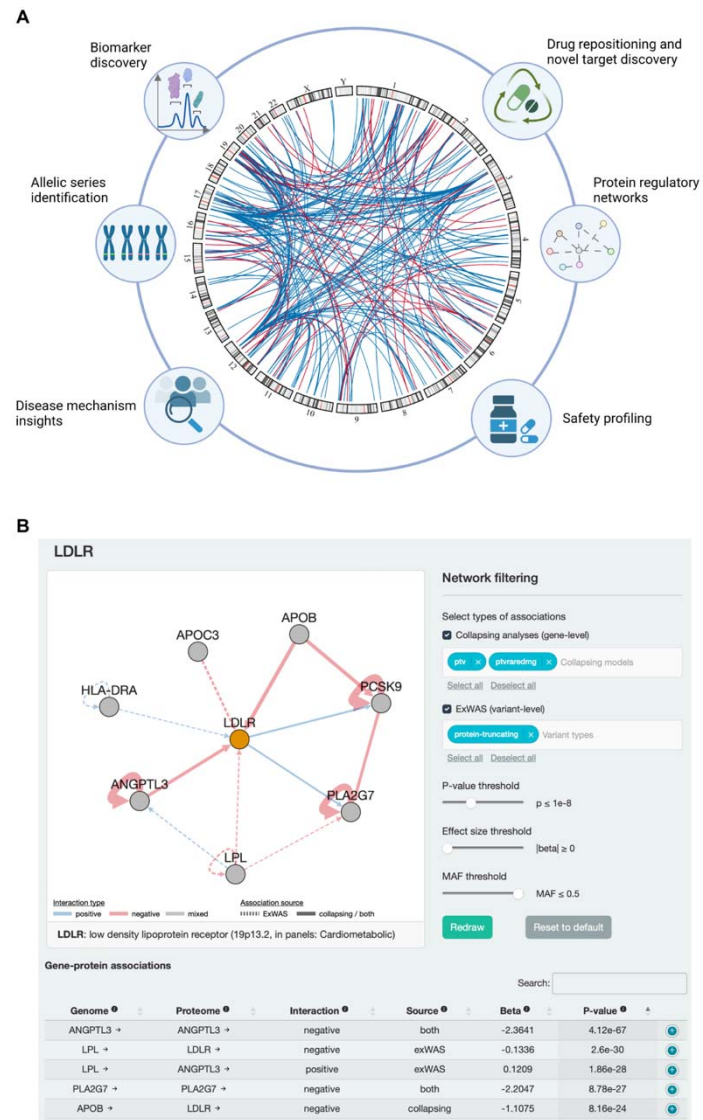 A
Biomarker
discovery
Drug repositioning and
novel target discovery
Allelic series
identification
Protein regulatory
networks
Disease mechanism
insights
Safety profiling
X
Y
1
2
3
4
5
6
7
8
9
10
11
12
13
14
15
16
17
18
19
20
21
22
B
LDLR
APOB
APOC3
PCSK9
HLA-DRA
LDLR
ANGPTL3
PLA2G7
LPL
Interaction type
positive negative mixed
Association source
ExWAS collapsing / both
LDLR: low density lipoprotein receptor (19p13.2, in panels: Cardiometabolic)
Network filtering
Select types of associations
Collapsing analyses (gene-level)
ptv × ptvraredmg × Collapsing models
Select all Deselect all
ExWAS (variant-level)
protein-truncating × Variant types
Select all Deselect all
P-value threshold
p ≤ 1e-8
Effect size threshold
|beta| ≥ 0
MAF threshold
MAF ≤ 0.5
Redraw Reset to default
Gene-protein associations
Search:
Genome Proteome Interaction Source Beta P-value
ANGPTL3 → ANGPTL3 → negative both -2.3641 4.12e-67
LPL → LDLR → negative exWAS -0.1336 2.6e-30
LPL → ANGPTL3 → positive exWAS 0.1209 1.86e-28
PLA2G7 → PLA2G7 → negative both -2.2047 8.78e-27
APOB → LDLR → negative collapsing -1.1075 8.16e-24